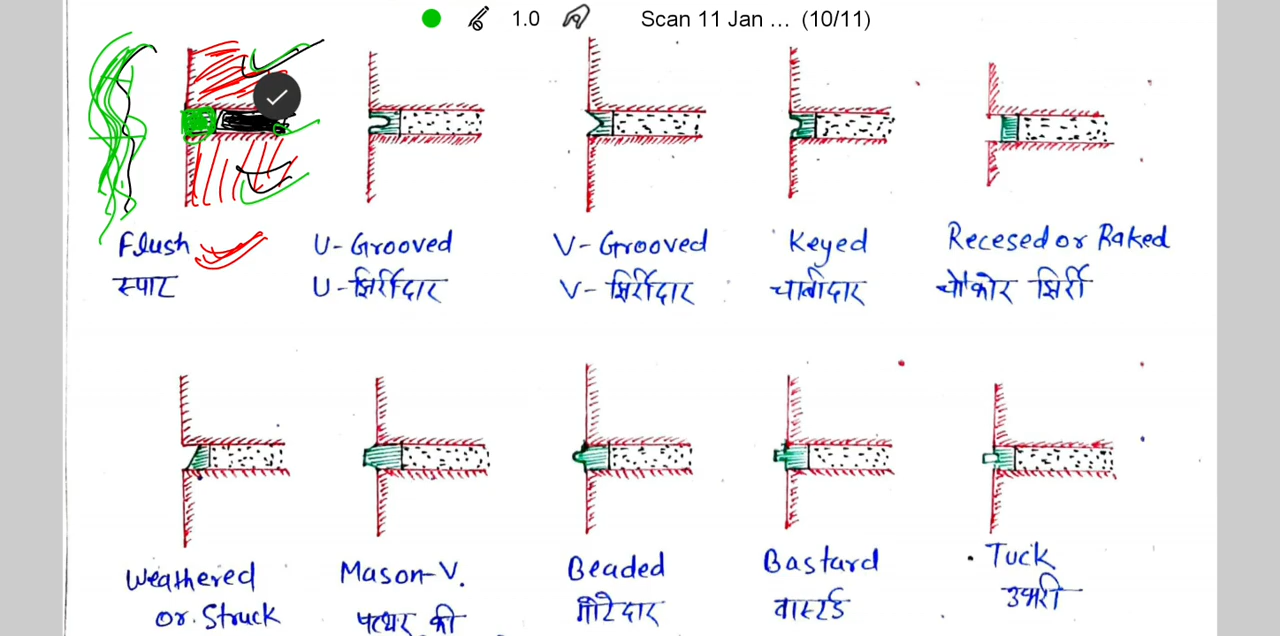 1.0 Scan 11 Jan ... (10/11)
Flush U-Grooved V-Grooved Keyed Recesed or Raked
स्पाट U-झिर्रीदार V-झिर्रीदार चाबीदार चौकोर झिर्री
Weathered Mason-V. Beaded Bastard Tuck
or. Struck पत्थर की गोटेदार बास्टर्ड उभरी